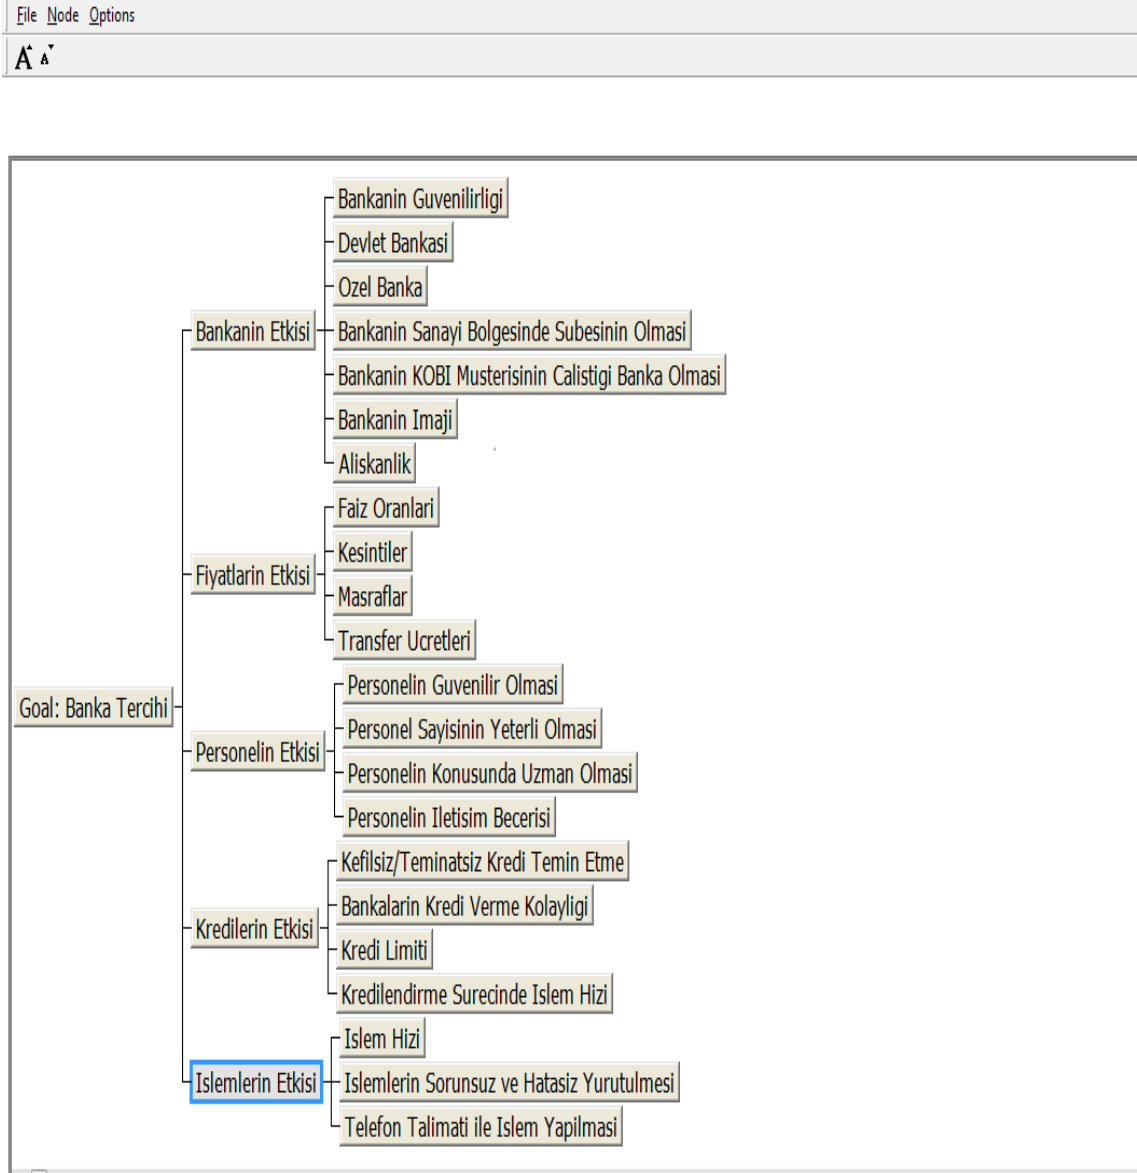 File Node Options
A A
Bankanin Guvenilirligi
Devlet Bankasi
Ozel Banka
Bankanin Etkisi
Bankanin Sanayi Bolgesinde Subesinin Olmasi
Bankanin KOBI Musterisinin Calistigi Banka Olmasi
Bankanin Imaji
Aliskanlik
Faiz Oranlari
Kesintiler
Fiyatlarin Etkisi
Masraflar
Transfer Ucretleri
Goal: Banka Tercihi
Personelin Guvenilir Olmasi
Personel Sayisinin Yeterli Olmasi
Personelin Etkisi
Personelin Konusunda Uzman Olmasi
Personelin Iletisim Becerisi
Kefilsiz/Teminatsiz Kredi Temin Etme
Bankalarin Kredi Verme Kolayligi
Kredilerin Etkisi
Kredi Limiti
Kredilendirme Surecinde Islem Hizi
Islem Hizi
Islemlerin Etkisi
Islemlerin Sorunsuz ve Hatasiz Yurutulmesi
Telefon Talimati ile Islem Yapilmasi